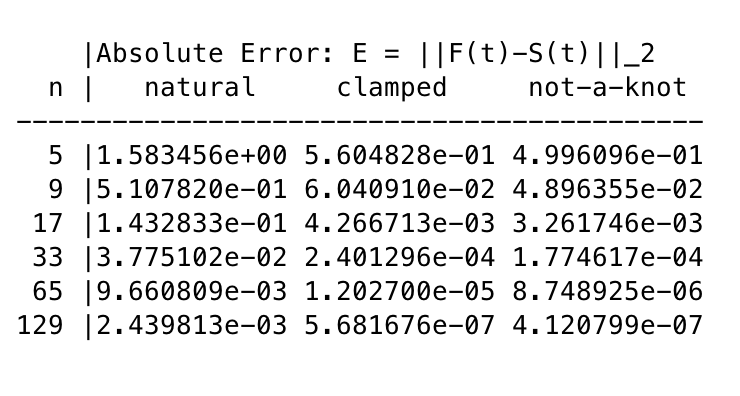 |Absolute Error: E = ||F(t)-S(t)||_2
n | natural clamped not-a-knot
-------------------------------------------
5 |1.583456e+00 5.604828e-01 4.996096e-01
9 |5.107820e-01 6.040910e-02 4.896355e-02
17 |1.432833e-01 4.266713e-03 3.261746e-03
33 |3.775102e-02 2.401296e-04 1.774617e-04
65 |9.660809e-03 1.202700e-05 8.748925e-06
129 |2.439813e-03 5.681676e-07 4.120799e-07